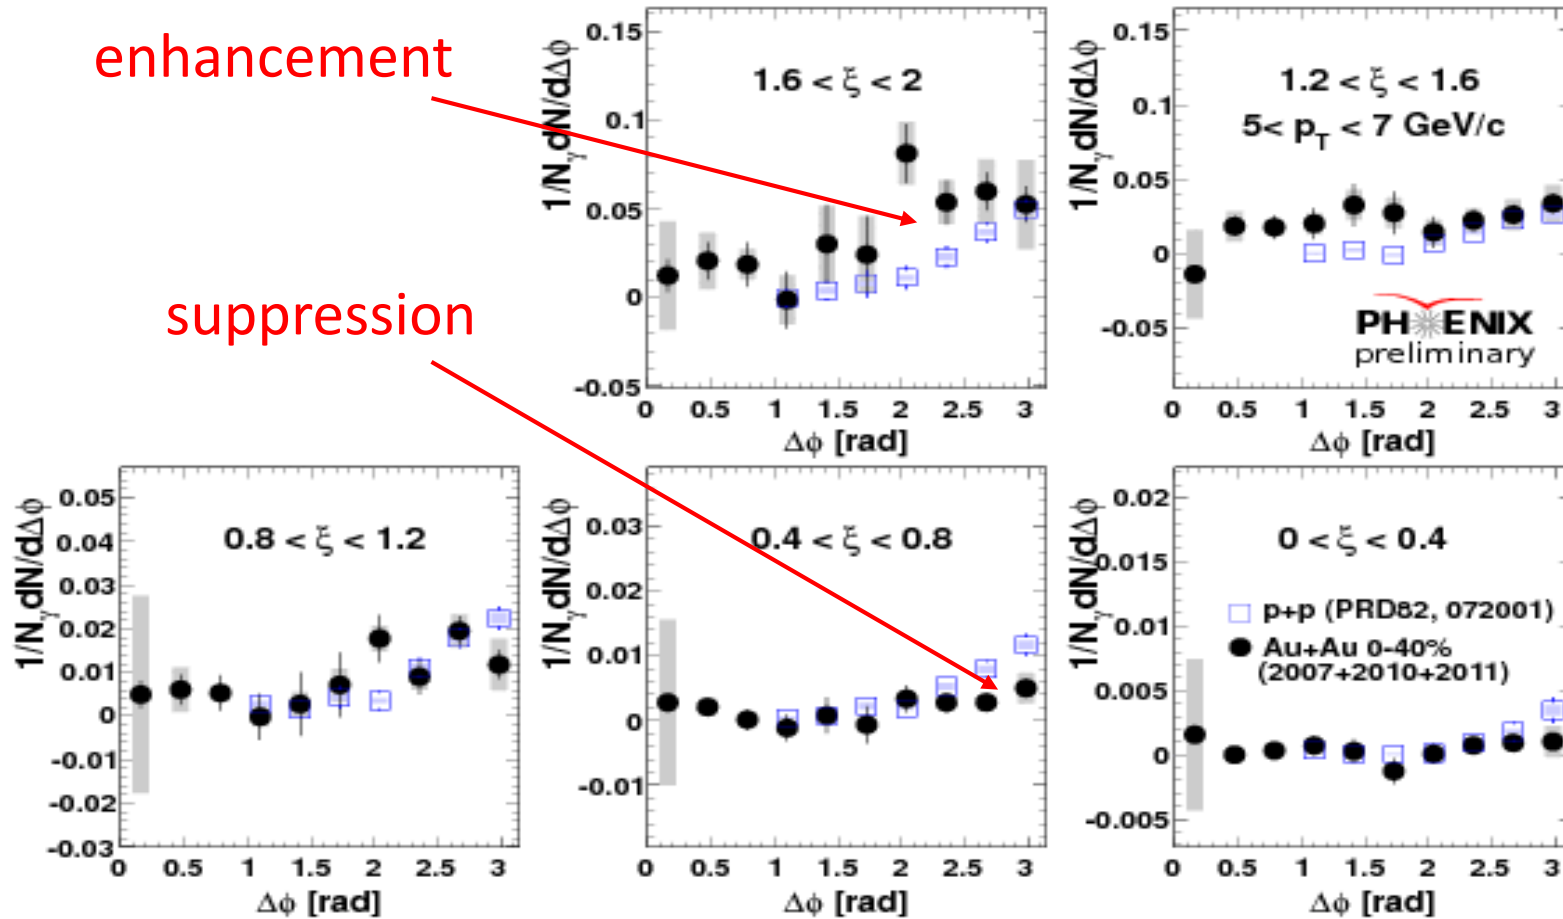 enhancement
suppression
1/Nγ dN/dΔϕ
0.15
0.1
0.05
0
-0.05
1.6 < ξ < 2
0 0.5 1 1.5 2 2.5 3
Δϕ [rad]
1/Nγ dN/dΔϕ
0.15
0.1
0.05
0
-0.05
1.2 < ξ < 1.6
5< pT < 7 GeV/c
PHENIX
preliminary
0 0.5 1 1.5 2 2.5 3
Δϕ [rad]
1/Nγ dN/dΔϕ
0.05
0.04
0.03
0.02
0.01
0
-0.01
-0.02
-0.03
0.8 < ξ < 1.2
0 0.5 1 1.5 2 2.5 3
Δϕ [rad]
1/Nγ dN/dΔϕ
0.03
0.02
0.01
0
-0.01
0.4 < ξ < 0.8
0 0.5 1 1.5 2 2.5 3
Δϕ [rad]
1/Nγ dN/dΔϕ
0.02
0.015
0.01
0.005
0
-0.005
0 < ξ < 0.4
p+p (PRD82, 072001)
Au+Au 0-40%
(2007+2010+2011)
0 0.5 1 1.5 2 2.5 3
Δϕ [rad]